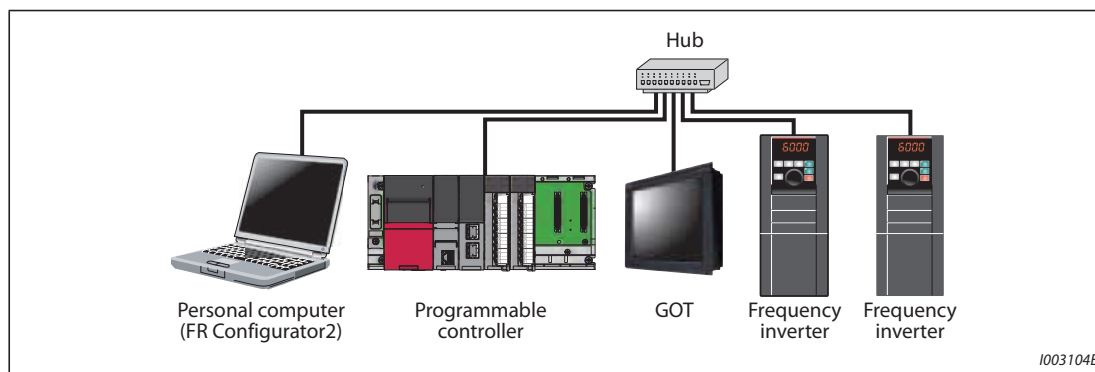 Hub
6000
6000
Personal computer
(FR Configurator2)
Programmable
controller
GOT
Frequency
inverter
Frequency
inverter
I003104E